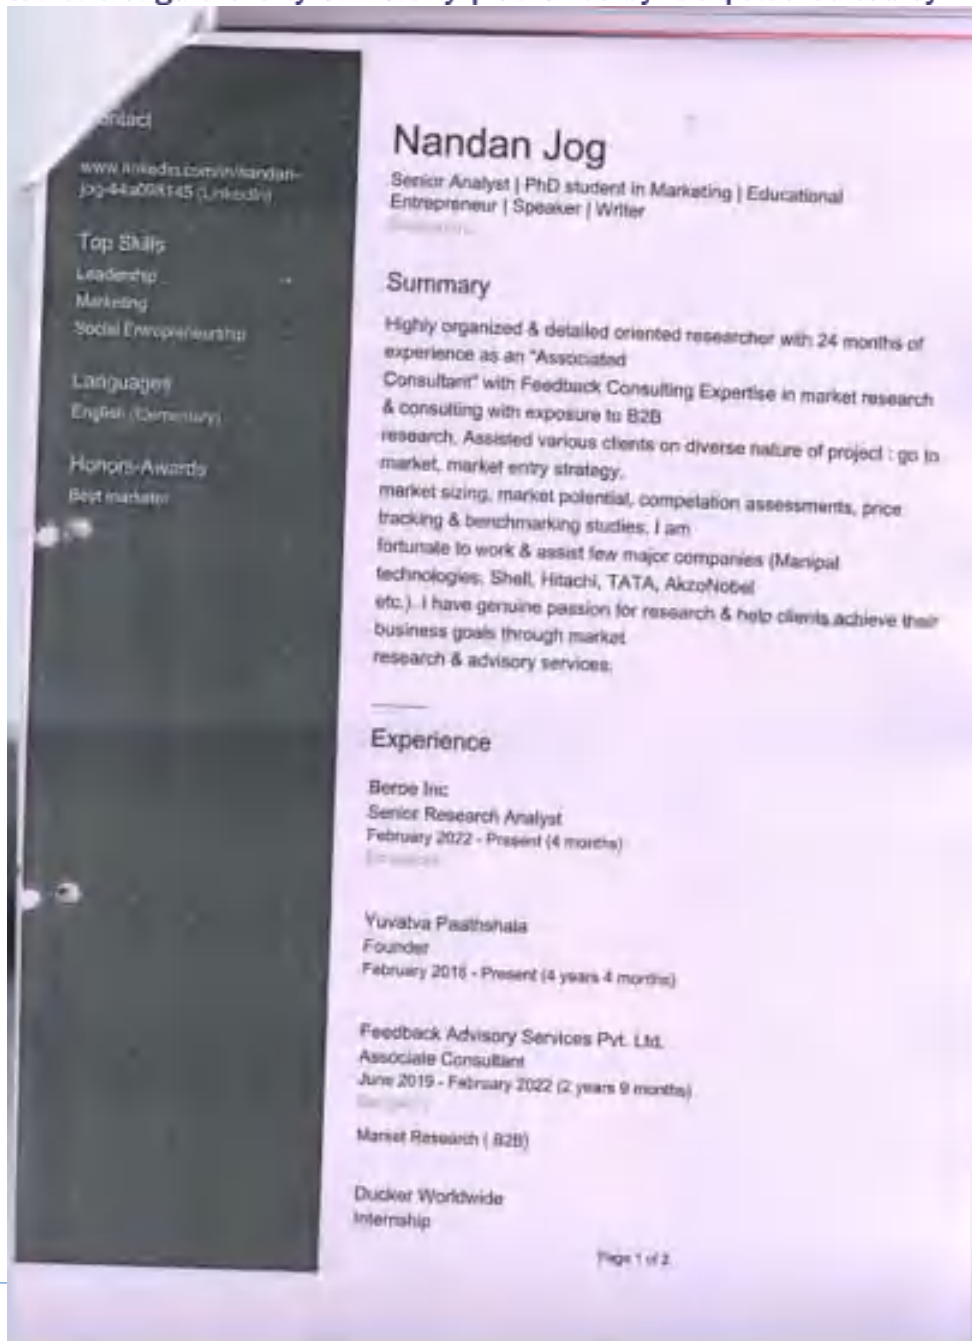 Contact
www.linkedin.com/in/nandan-
jog-44a098145 (LinkedIn)
Top Skills
Leadership
Marketing
Social Entrepreneurship
Languages
English (Elementary)
Honors-Awards
Best marketer
Nandan Jog
Senior Analyst | PhD student in Marketing | Educational
Entrepreneur | Speaker | Writer
Summary
Highly organized & detailed oriented researcher with 24 months of
experience as an "Associated
Consultant" with Feedback Consulting Expertise in market research
& consulting with exposure to B2B
research. Assisted various clients on diverse nature of project : go to
market, market entry strategy,
market sizing, market potential, competation assessments, price
tracking & benchmarking studies. I am
fortunate to work & assist few major companies (Manipal
technologies, Shell, Hitachi, TATA, AkzoNobel
etc.). I have genuine passion for research & help clients achieve their
business goals through market
research & advisory services.
Experience
Beroe Inc
Senior Research Analyst
February 2022 - Present (4 months)
Yuvatva Paathshala
Founder
February 2018 - Present (4 years 4 months)
Feedback Advisory Services Pvt. Ltd.
Associate Consultant
June 2019 - February 2022 (2 years 9 months)
Market Research ( B2B)
Ducker Worldwide
Internship
Page 1 of 2